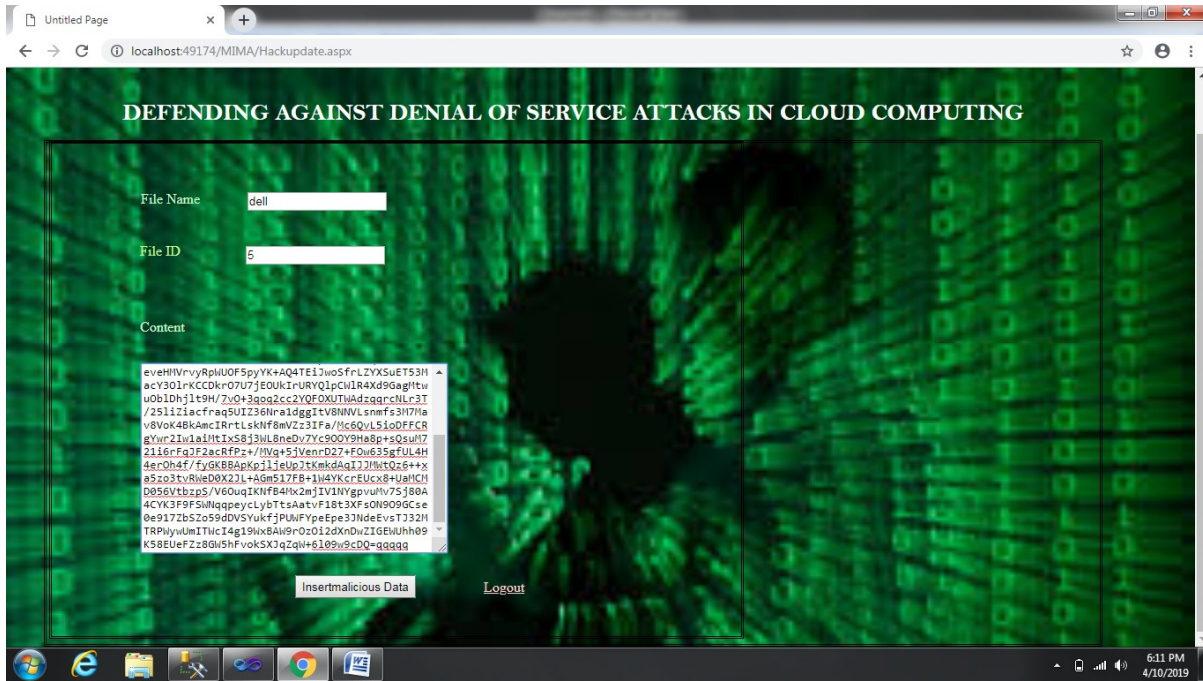 Untitled Page
localhost:49174/MIMA/Hackupdate.aspx
DEFENDING AGAINST DENIAL OF SERVICE ATTACKS IN CLOUD COMPUTING
File Name
dell
File ID
5
Content
eveHMVrvyRpWUOF5pyYK+AQ4TEiJwoSfrLZYXSuET53M
acY3OlrKCCDkrO7U7jEOUkIrURYQlpCWlR4Xd9GagMtw
uOblDhjlt9H/7vO+3qoq2cc2YQFOXUTWAdzqqrcNLr3T
/25liZiacfraq5UIZ36Nra1dggItV8NNVLsnmfs3M7Ma
v8VoK4BkAmcIRrtLskNf8mVZz3IFa/Mc6QvL5ioDFFCR
gYwr2Iw1aiMtIxS8j3WL8neDv7Yc9OOY9Ha8p+sQsuM7
21i6rFqJF2acRfPz+/MVq+5jVenrD27+FOw635gfUL4H
4erOh4f/fyGKBBApKpjljeUpJtKmkdAqIJJMWtQz6++x
a5zo3tvRWeD0X2JL+AGm517FB+1W4YKcrEUcx8+UaMCM
D056VtbzpS/V6OuqIKNfB4Mx2mjIV1NYgpvuMv7Sj80A
4CYK3F9FSWNqqpeycLybTtsAatvF18t3XFsON9O9GCse
0e917ZbSZo59dDVSYukfjPUWFYpeEpe3JNdeEvsTJ32M
TRPWywUmITWcI4g19WxBAW9rOzOi2dXnDwZIGEWUhh09
K58EUeFZz8GW5hFvokSXJqZqW+6l09w9cDQ=qqqqq
Insertmalicious Data
Logout
6:11 PM
4/10/2019